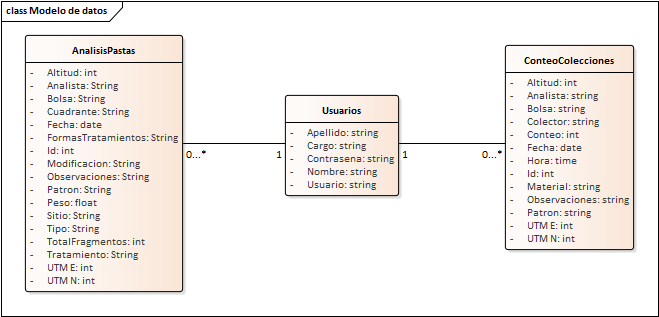 class Modelo de datos
AnalisisPastas
- Altitud: int
- Analista: String
- Bolsa: String
- Cuadrante: String
- Fecha: date
- FormasTratamientos: String
- Id: int
- Modificacion: String
- Observaciones: String
- Patron: String
- Peso: float
- Sitio: String
- Tipo: String
- TotalFragmentos: int
- Tratamiento: String
- UTM E: int
- UTM N: int
0...*
1
Usuarios
- Apellido: string
- Cargo: string
- Contrasena: string
- Nombre: string
- Usuario: string
1
0...*
ConteoColecciones
- Altitud: int
- Analista: string
- Bolsa: string
- Colector: string
- Conteo: int
- Fecha: date
- Hora: time
- Id: int
- Material: string
- Observaciones: string
- Patron: string
- UTM E: int
- UTM N: int